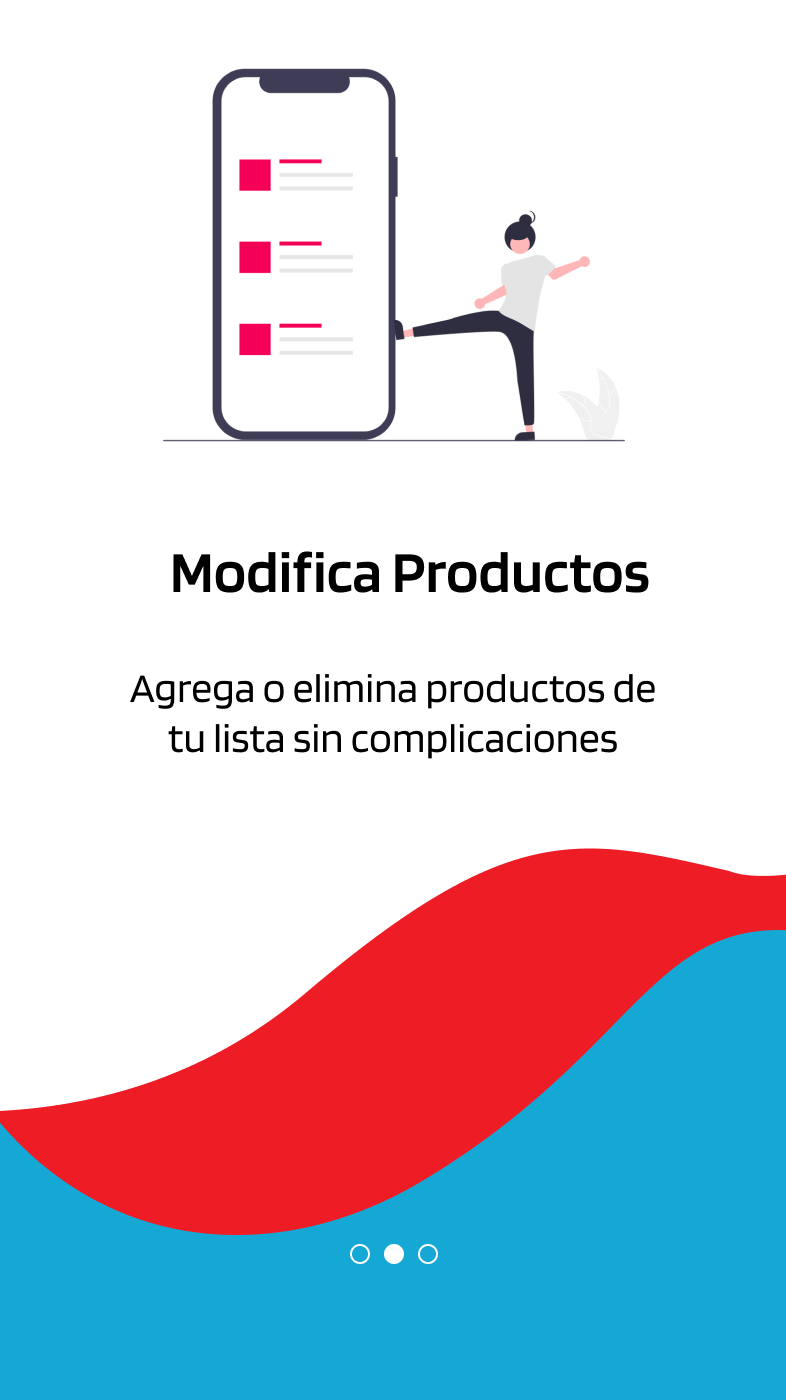 Modifica Productos
Agrega o elimina productos de
tu lista sin complicaciones